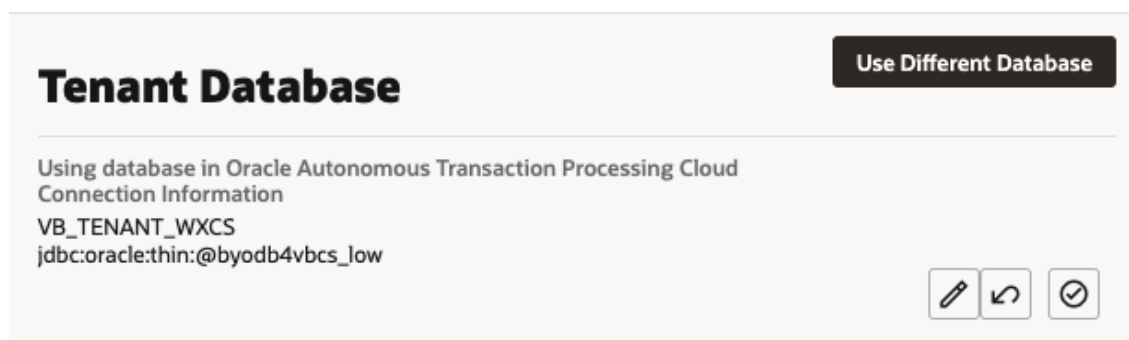 Tenant Database
Use Different Database
Using database in Oracle Autonomous Transaction Processing Cloud
Connection Information
VB_TENANT_WXCS
jdbc:oracle:thin:@byodb4vbcs_low